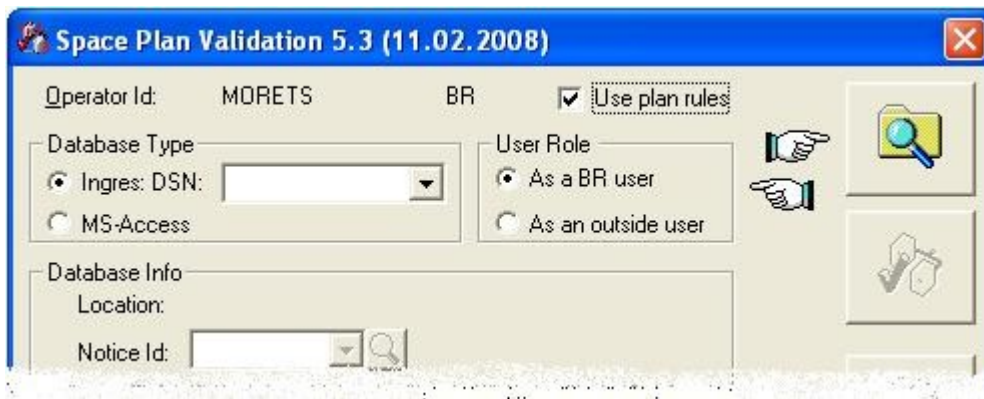 Space Plan Validation 5.3 (11.02.2008)
Operator Id: MORETS BR Use plan rules
Database Type
Ingres: DSN:
MS-Access
User Role
As a BR user
As an outside user
Database Info
Location:
Notice Id: